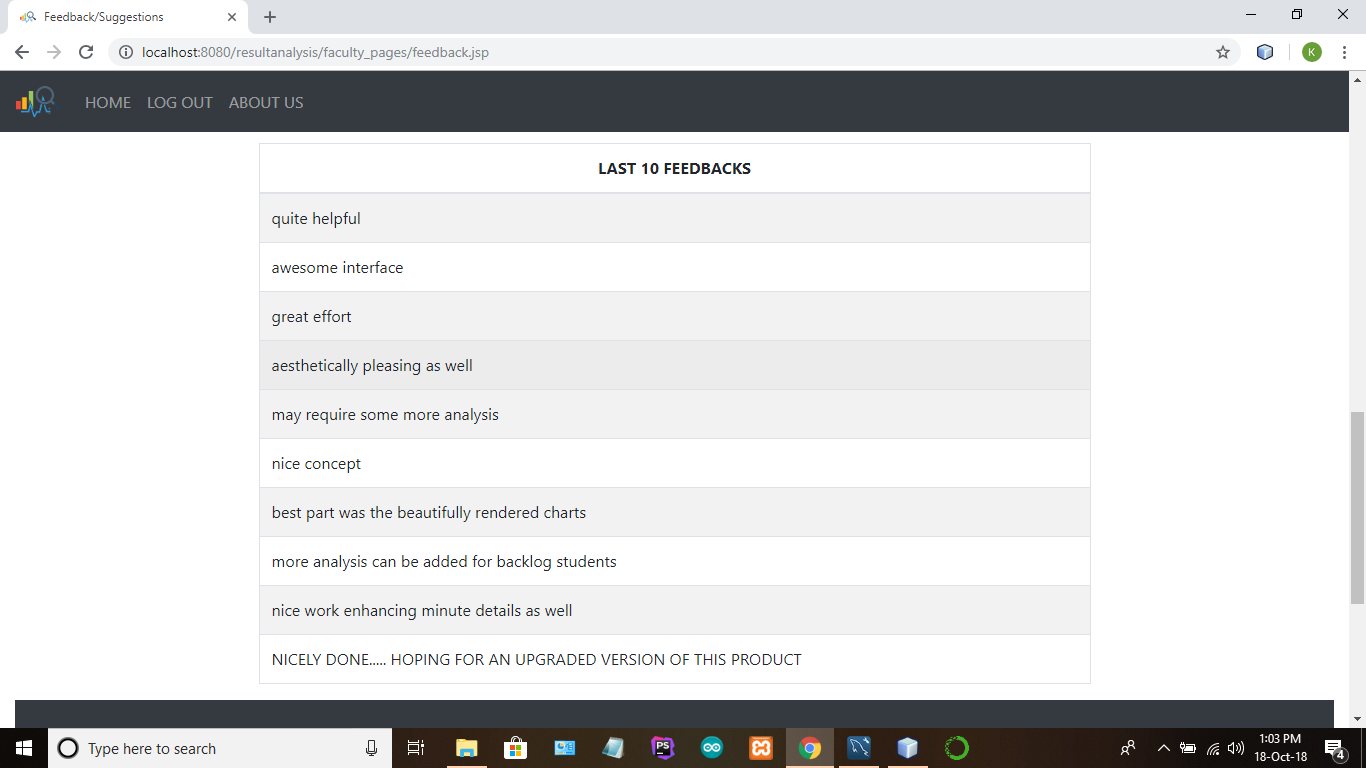 Feedback/Suggestions
localhost:8080/resultanalysis/faculty_pages/feedback.jsp
K
HOME LOG OUT ABOUT US
LAST 10 FEEDBACKS
quite helpful
awesome interface
great effort
aesthetically pleasing as well
may require some more analysis
nice concept
best part was the beautifully rendered charts
more analysis can be added for backlog students
nice work enhancing minute details as well
NICELY DONE..... HOPING FOR AN UPGRADED VERSION OF THIS PRODUCT
Type here to search
PS
1:03 PM
18-Oct-18
4